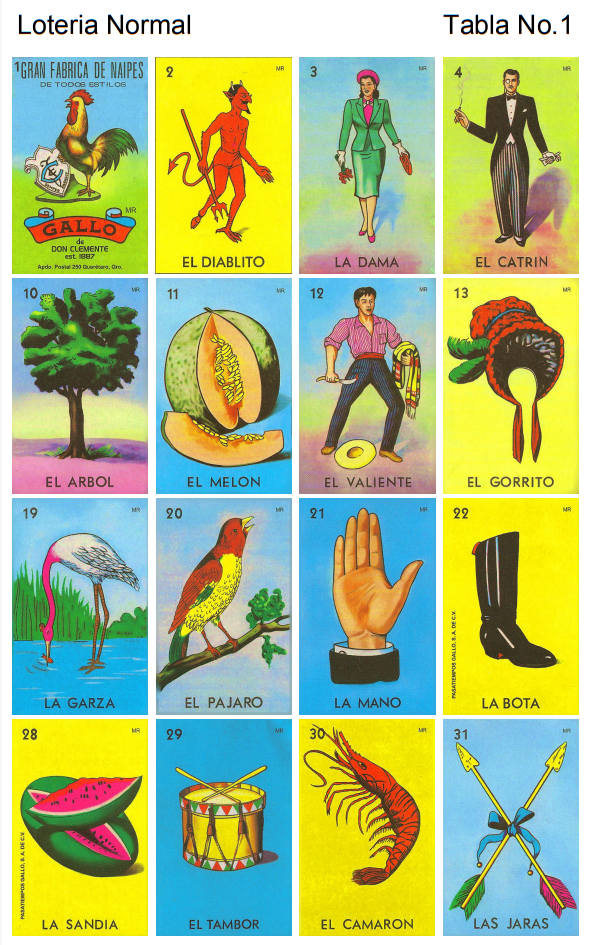 Loteria Normal
Tabla No.1
1 GRAN FABRICA DE NAIPES
DE TODOS ESTILOS
MR
GALLO
de
DON CLEMENTE
est. 1887
Apdo. Postal 250 Querétaro, Qro.
2 MR
EL DIABLITO
3 MR
LA DAMA
4 MR
EL CATRIN
10 MR
EL ARBOL
11 MR
EL MELON
12 MR
EL VALIENTE
13 MR
EL GORRITO
19 MR
LA GARZA
20 MR
EL PAJARO
21 MR
LA MANO
22 MR
PASATIEMPOS GALLO, S. A. DE C.V.
LA BOTA
28 MR
PASATIEMPOS GALLO, S. A. DE C.V.
LA SANDIA
29 MR
EL TAMBOR
30 MR
EL CAMARON
31 MR
LAS JARAS